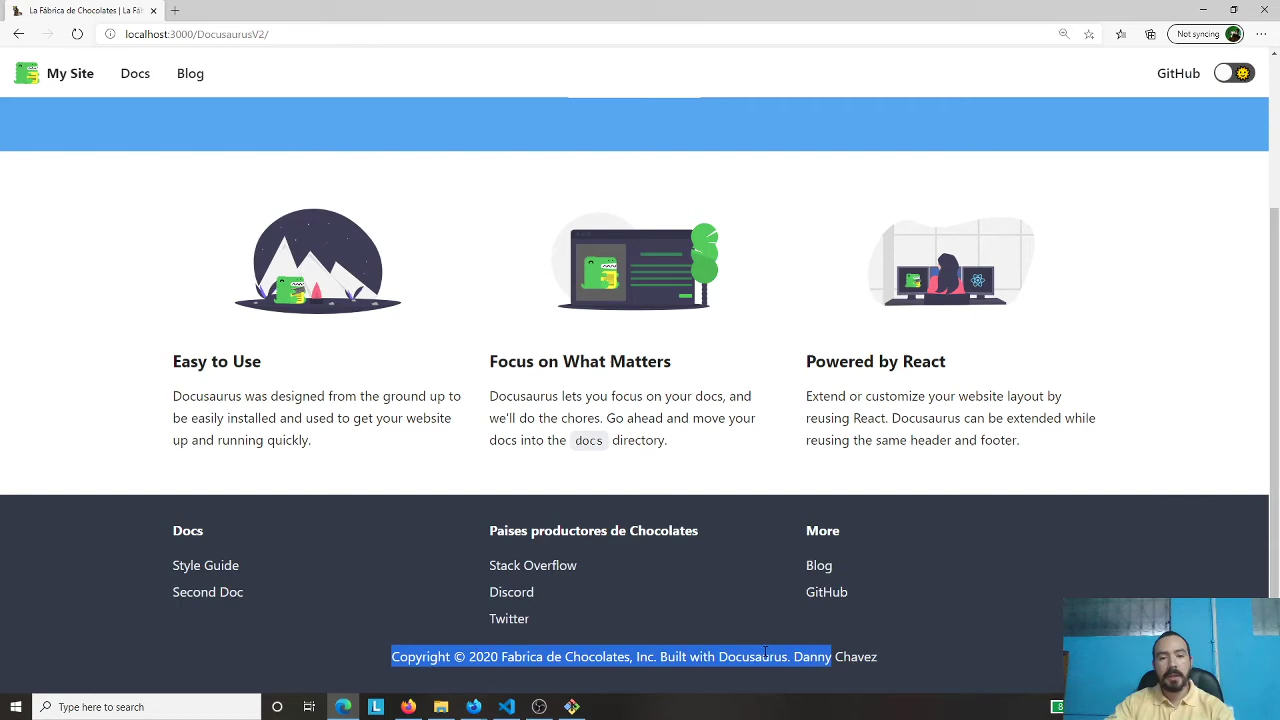 La Fábrica de Chocolates | La Fáb
localhost:3000/DocusaurusV2/
Not syncing
My Site
Docs
Blog
GitHub
Easy to Use
Docusaurus was designed from the ground up to
be easily installed and used to get your website
up and running quickly.
Focus on What Matters
Docusaurus lets you focus on your docs, and
we'll do the chores. Go ahead and move your
docs into the docs directory.
Powered by React
Extend or customize your website layout by
reusing React. Docusaurus can be extended while
reusing the same header and footer.
Docs
Style Guide
Second Doc
Paises productores de Chocolates
Stack Overflow
Discord
Twitter
More
Blog
GitHub
Copyright © 2020 Fabrica de Chocolates, Inc. Built with Docusaurus. Danny Chavez
Type here to search